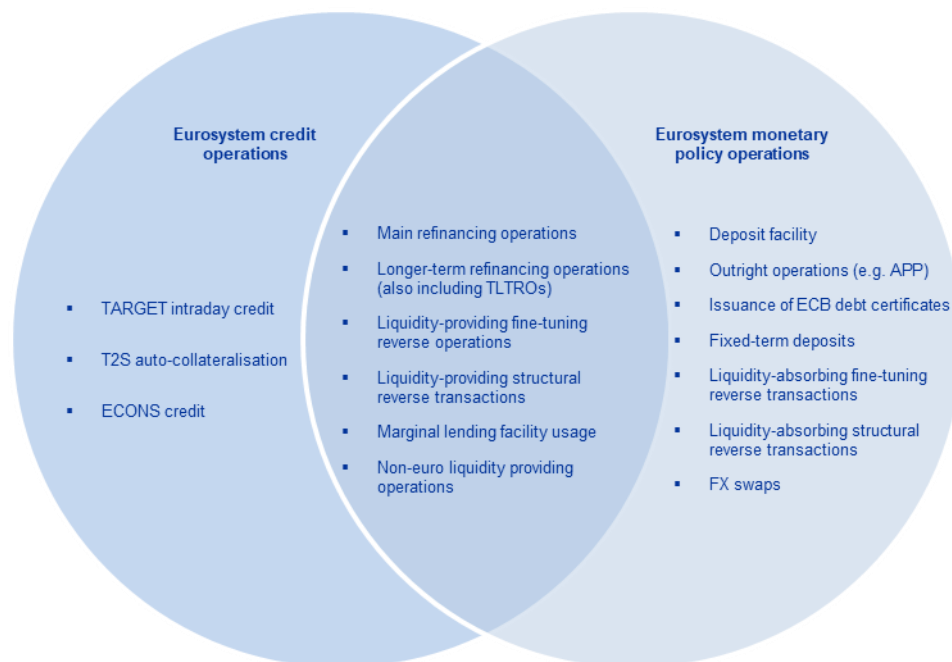 Eurosystem credit
operations
Eurosystem monetary
policy operations
▪ TARGET intraday credit
▪ T2S auto-collateralisation
▪ ECONS credit
▪ Main refinancing operations
▪ Longer-term refinancing operations
(also including TLTROs)
▪ Liquidity-providing fine-tuning
reverse operations
▪ Liquidity-providing structural
reverse transactions
▪ Marginal lending facility usage
▪ Non-euro liquidity providing
operations
▪ Deposit facility
▪ Outright operations (e.g. APP)
▪ Issuance of ECB debt certificates
▪ Fixed-term deposits
▪ Liquidity-absorbing fine-tuning
reverse transactions
▪ Liquidity-absorbing structural
reverse transactions
▪ FX swaps